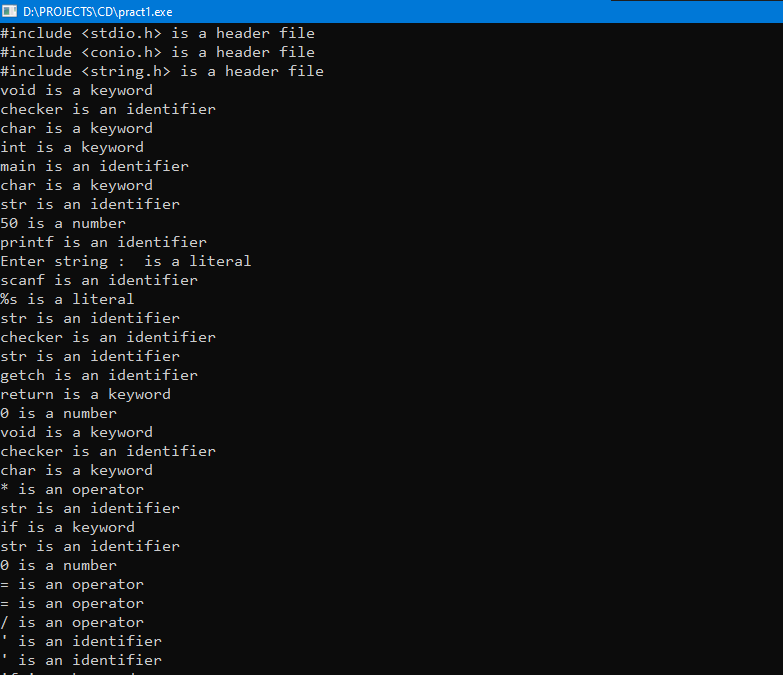 D:\PROJECTS\CD\pract1.exe
#include <stdio.h> is a header file
#include <conio.h> is a header file
#include <string.h> is a header file
void is a keyword
checker is an identifier
char is a keyword
int is a keyword
main is an identifier
char is a keyword
str is an identifier
50 is a number
printf is an identifier
Enter string :  is a literal
scanf is an identifier
%s is a literal
str is an identifier
checker is an identifier
str is an identifier
getch is an identifier
return is a keyword
0 is a number
void is a keyword
checker is an identifier
char is a keyword
* is an operator
str is an identifier
if is a keyword
str is an identifier
0 is a number
= is an operator
= is an operator
/ is an operator
' is an identifier
' is an identifier